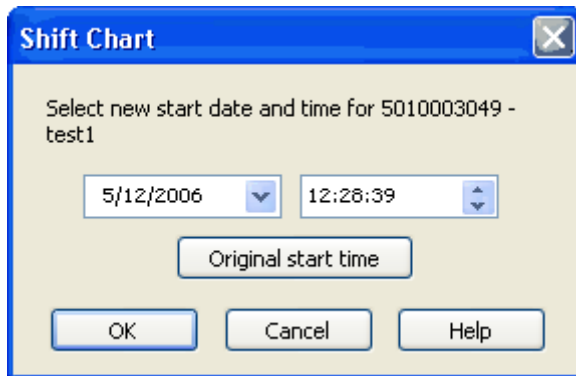 Shift Chart
Select new start date and time for 5010003049 -
test1
5/12/2006 12:28:39
Original start time
OK Cancel Help